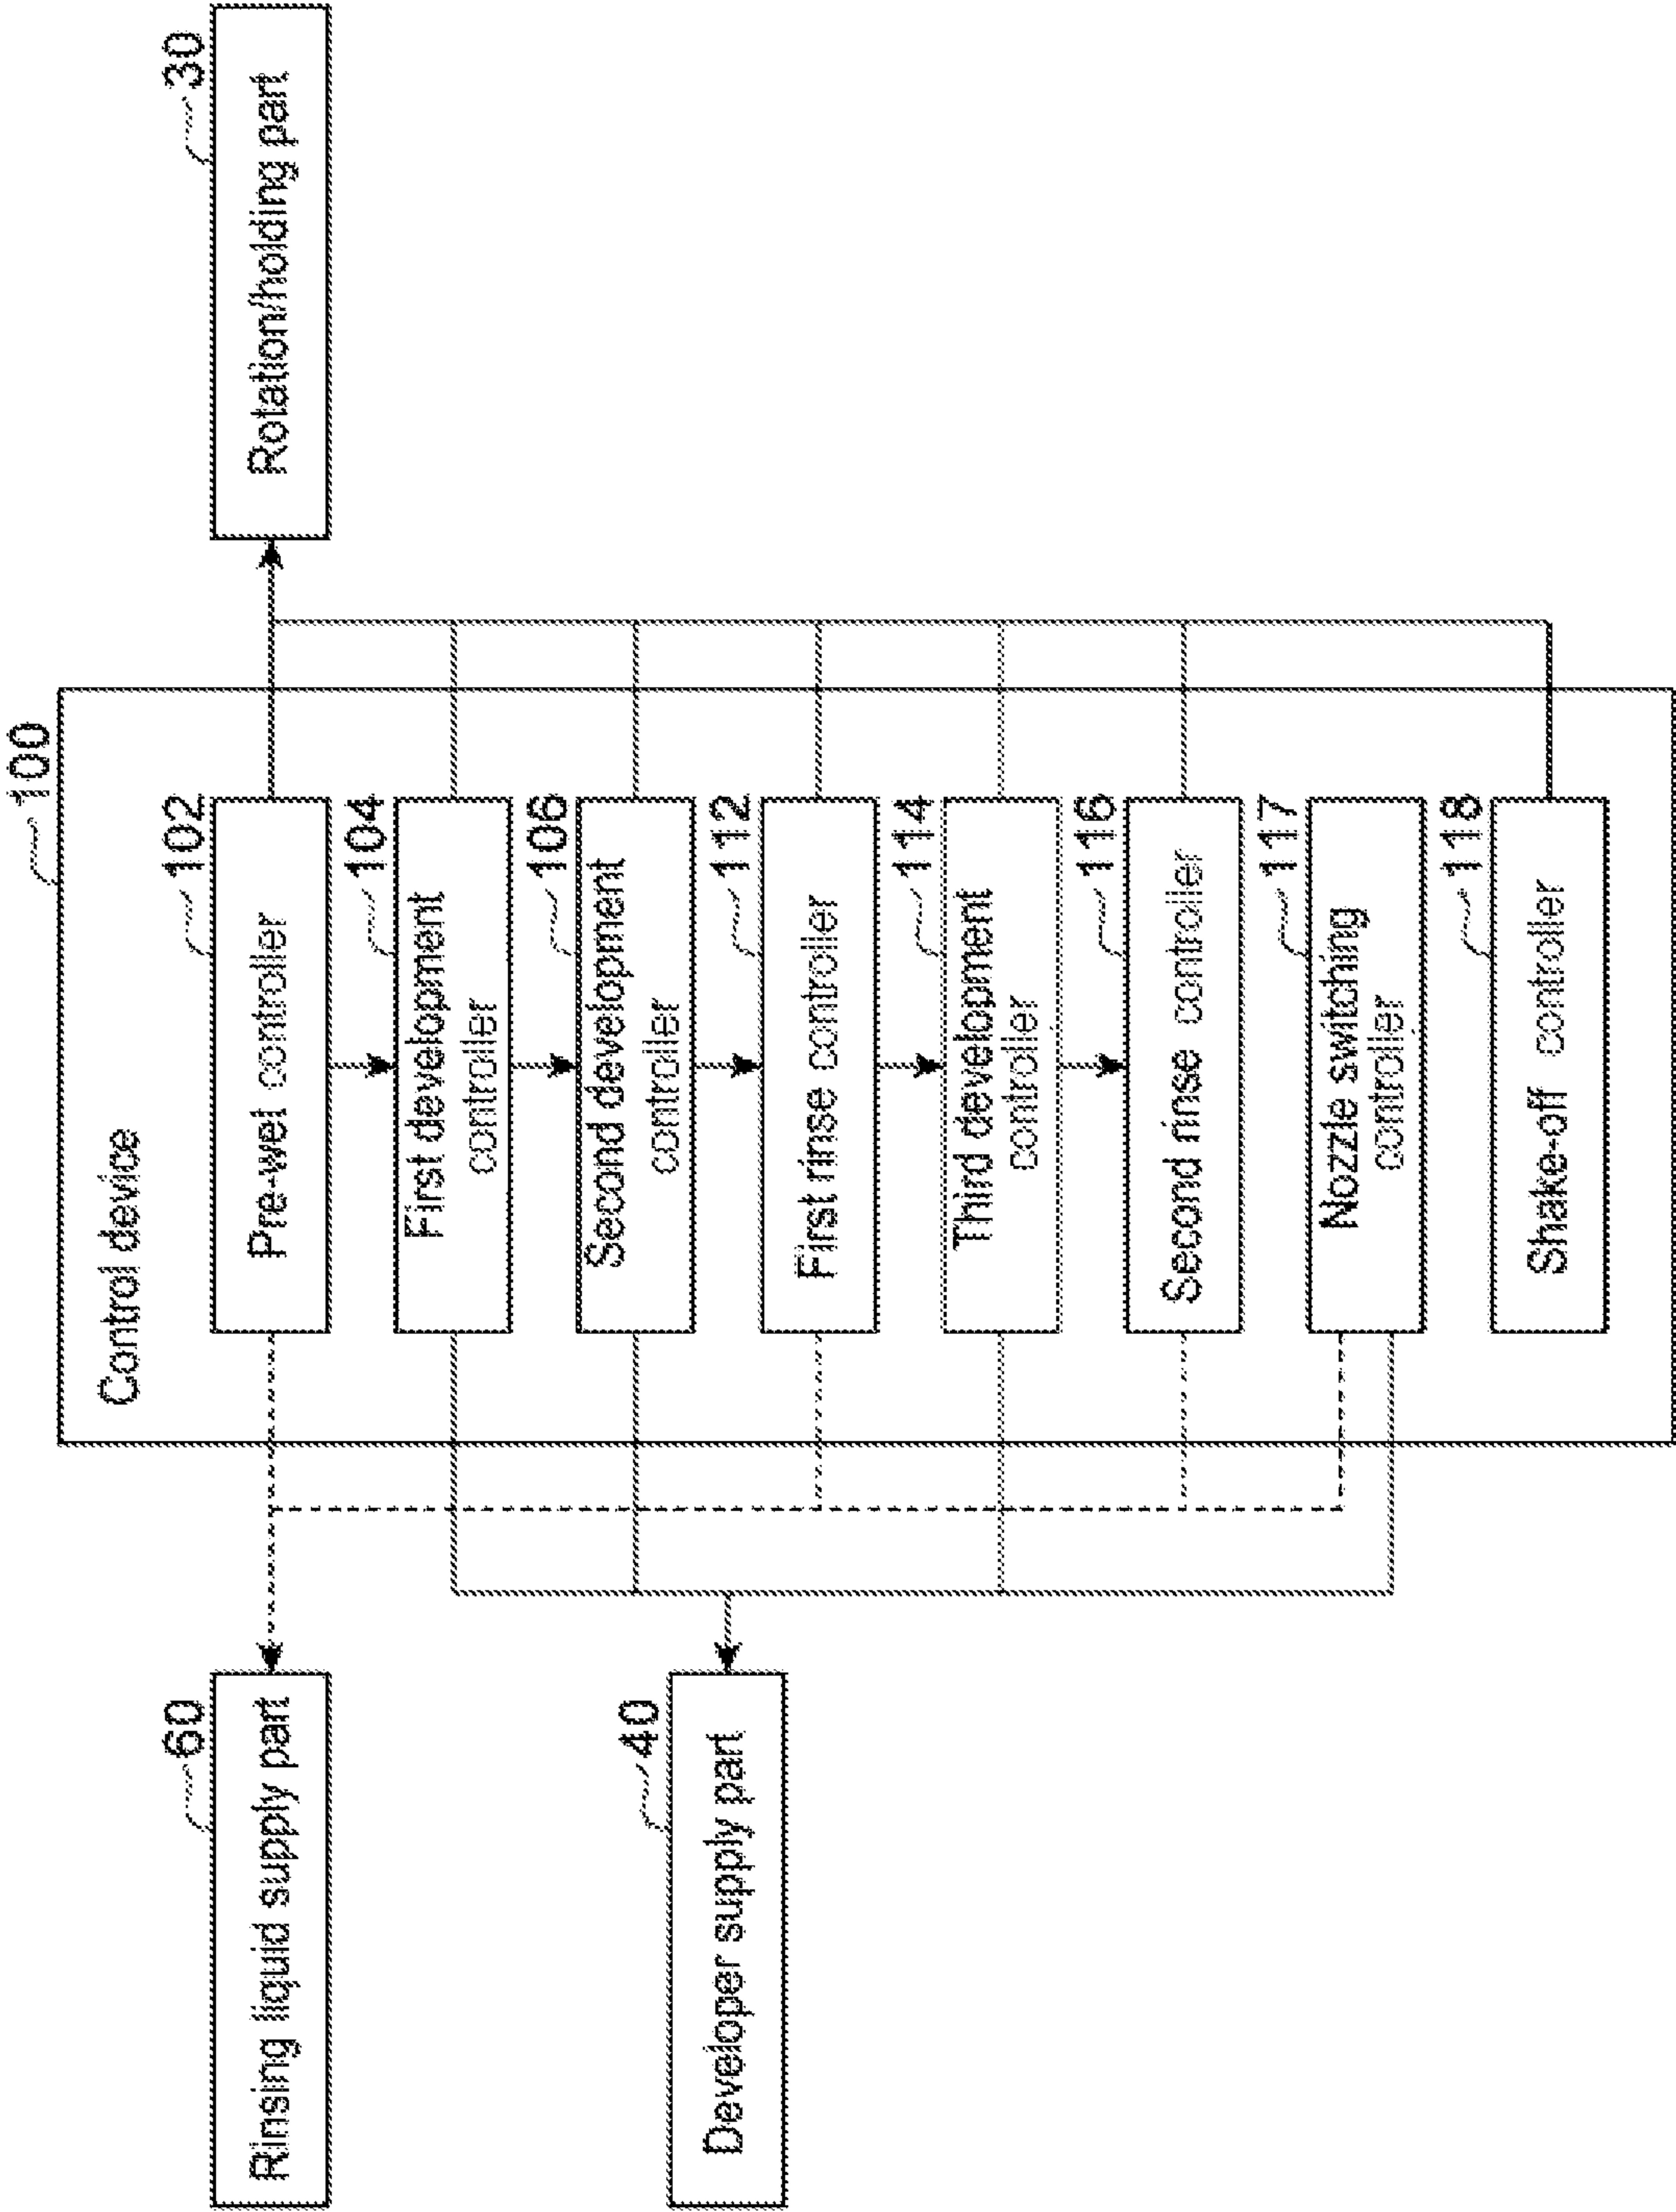 100
Control device
60
Rinsing liquid supply part
102
Pre-wet controller
30
Rotation/holding part
104
First development
controller
106
Second development
controller
40
Developer supply part
112
First rinse controller
114
Third development
controller
116
Second rinse controller
117
Nozzle switching
controller
118
Shake-off controller